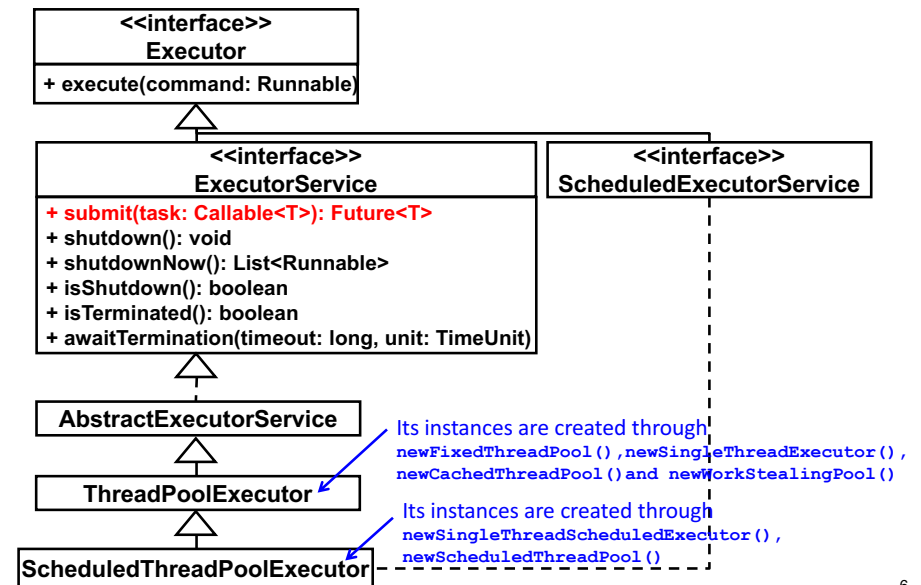 <<interface>>
Executor
+ execute(command: Runnable)
<<interface>>
ExecutorService
+ submit(task: Callable<T>): Future<T>
+ shutdown(): void
+ shutdownNow(): List<Runnable>
+ isShutdown(): boolean
+ isTerminated(): boolean
+ awaitTermination(timeout: long, unit: TimeUnit)
<<interface>>
ScheduledExecutorService
AbstractExecutorService
Its instances are created through
newFixedThreadPool(),newSingleThreadExecutor(),
newCachedThreadPool()and newWorkStealingPool()
ThreadPoolExecutor
Its instances are created through
newSingleThreadScheduledExecutor(),
newScheduledThreadPool()
ScheduledThreadPoolExecutor
6